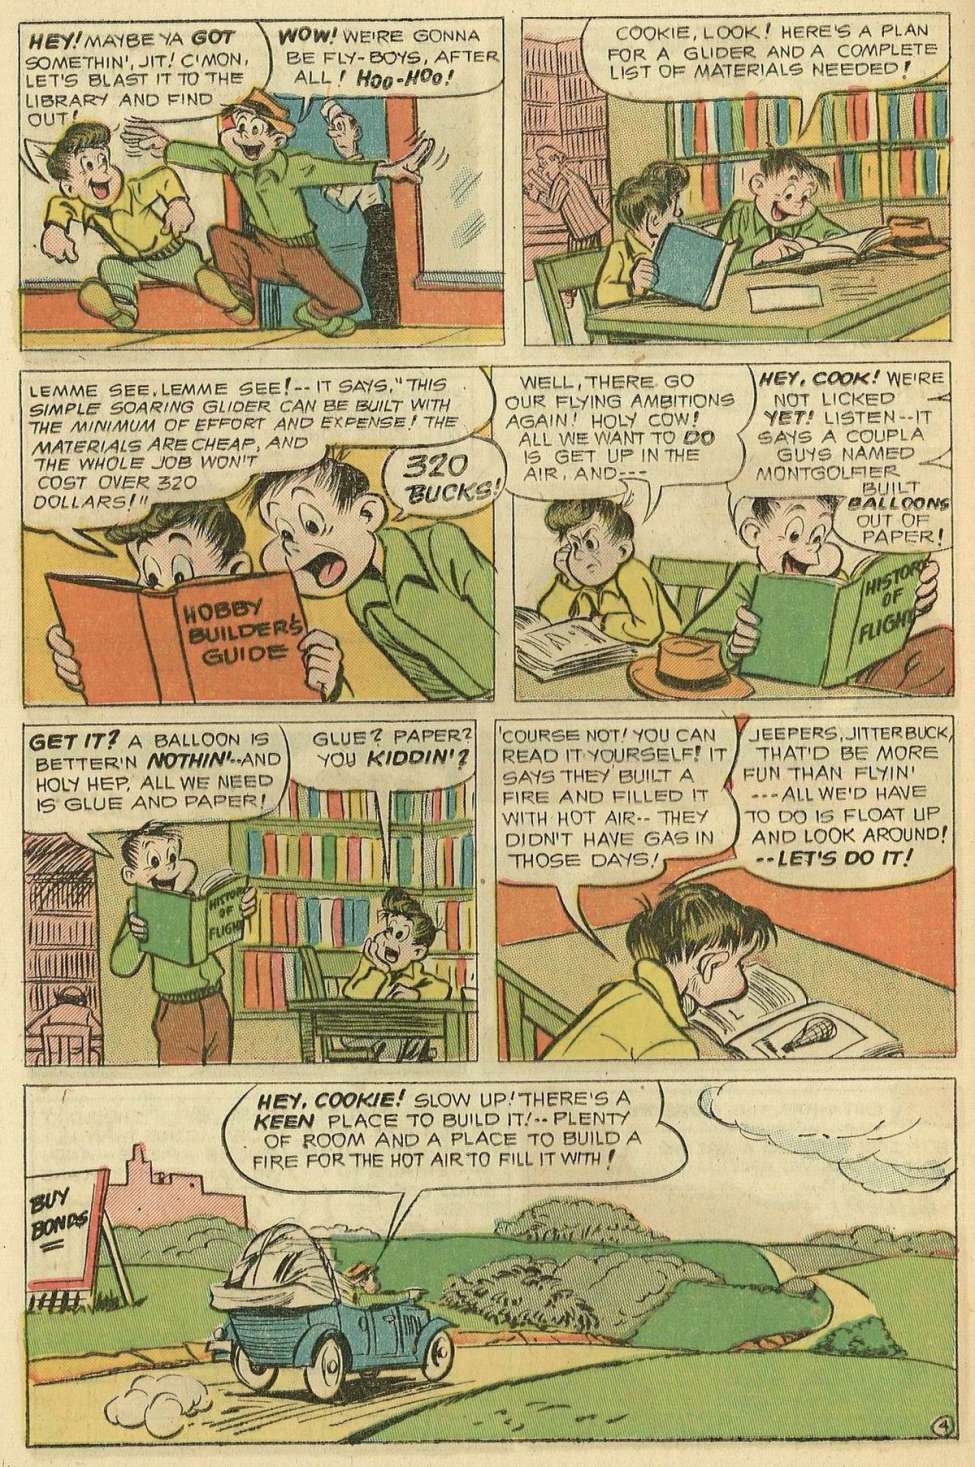 HEY! MAYBE YA GOT
SOMETHIN', JIT! C'MON,
LET'S BLAST IT TO THE
LIBRARY AND FIND
OUT!
WOW! WE'RE GONNA
BE FLY-BOYS, AFTER
ALL! HOO-HOO!
COOKIE, LOOK! HERE'S A PLAN
FOR A GLIDER AND A COMPLETE
LIST OF MATERIALS NEEDED!
LEMME SEE, LEMME SEE!--IT SAYS, "THIS
SIMPLE SOARING GLIDER CAN BE BUILT WITH
THE MINIMUM OF EFFORT AND EXPENSE! THE
MATERIALS ARE CHEAP, AND
THE WHOLE JOB WON'T
COST OVER 320
DOLLARS!"
320
BUCKS!
HOBBY
BUILDER'S
GUIDE
WELL, THERE GO
OUR FLYING AMBITIONS
AGAIN! HOLY COW!
ALL WE WANT TO DO
IS GET UP IN THE
AIR, AND---
HEY, COOK! WE'RE
NOT LICKED
YET! LISTEN--IT
SAYS A COUPLA
GUYS NAMED
MONTGOLFIER
BUILT
BALLOONS
OUT OF
PAPER!
HISTORY
OF
FLIGHT
GET IT? A BALLOON IS
BETTER'N NOTHIN'--AND
HOLY HEP, ALL WE NEED
IS GLUE AND PAPER!
GLUE? PAPER?
YOU KIDDIN'?
HISTORY
OF
FLIGHT
'COURSE NOT! YOU CAN
READ IT YOURSELF! IT
SAYS THEY BUILT A
FIRE AND FILLED IT
WITH HOT AIR--THEY
DIDN'T HAVE GAS IN
THOSE DAYS!
JEEPERS, JITTERBUCK,
THAT'D BE MORE
FUN THAN FLYIN'
---ALL WE'D HAVE
TO DO IS FLOAT UP
AND LOOK AROUND!
--LET'S DO IT!
HEY, COOKIE! SLOW UP! THERE'S A
KEEN PLACE TO BUILD IT!--PLENTY
OF ROOM AND A PLACE TO BUILD A
FIRE FOR THE HOT AIR TO FILL IT WITH!
BUY
BONDS
4